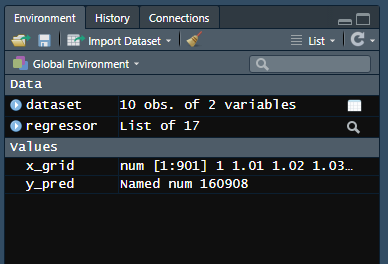 Environment History Connections
Import Dataset List
Global Environment
Data
dataset 10 obs. of 2 variables
regressor List of 17
Values
x_grid num [1:901] 1 1.01 1.02 1.03…
y_pred Named num 160908